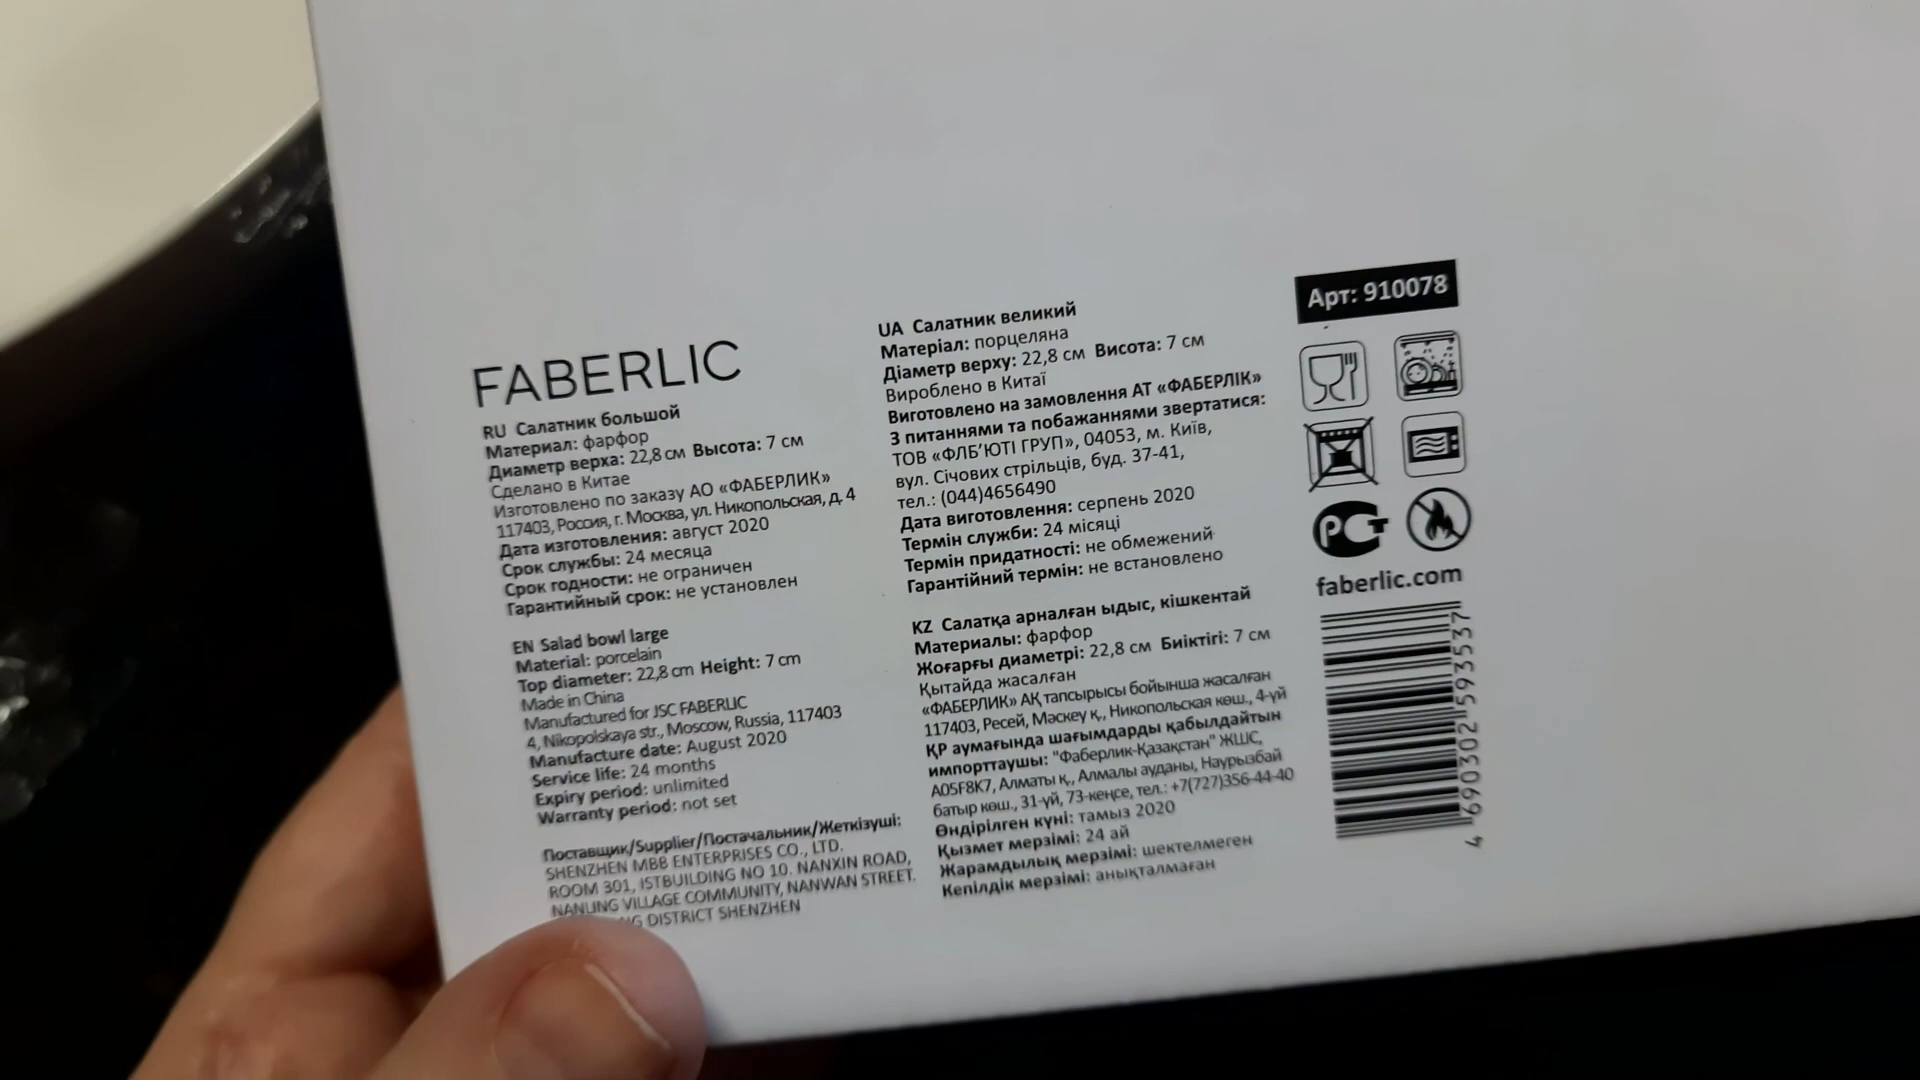 FABERLIC
RU Салатник большой
Материал: фарфор
Диаметр верха: 22,8 см Высота: 7 см
Сделано в Китае
Изготовлено по заказу АО «ФАБЕРЛИК»
117403, Россия, г. Москва, ул. Никопольская, д. 4
Дата изготовления: август 2020
Срок службы: 24 месяца
Срок годности: не ограничен
Гарантийный срок: не установлен
EN Salad bowl large
Material: porcelain
Top diameter: 22,8 cm Height: 7 cm
Made in China
Manufactured for JSC FABERLIC
4, Nikopolskaya str., Moscow, Russia, 117403
Manufacture date: August 2020
Service life: 24 months
Expiry period: unlimited
Warranty period: not set
Поставщик/Supplier/Постачальник/Жеткізуші:
SHENZHEN MBB ENTERPRISES CO., LTD.
ROOM 301, ISTBUILDING NO 10. NANXIN ROAD,
NANLING VILLAGE COMMUNITY, NANWAN STREET.
DISTRICT SHENZHEN
UA Салатник великий
Матеріал: порцеляна
Діаметр верху: 22,8 см Висота: 7 см
Вироблено в Китаї
Виготовлено на замовлення АТ «ФАБЕРЛІК»
З питаннями та побажаннями звертатися:
ТОВ «ФЛБ'ЮТІ ГРУП», 04053, м. Київ,
вул. Січових стрільців, буд. 37-41,
тел.: (044)4656490
Дата виготовлення: серпень 2020
Термін служби: 24 місяці
Термін придатності: не обмежений
Гарантійний термін: не встановлено
KZ Салатқа арналған ыдыс, кішкентай
Материалы: фарфор
Жоғарғы диаметрі: 22,8 см Биіктігі: 7 см
Қытайда жасалған
«ФАБЕРЛИК» АҚ тапсырысы бойынша жасалған
117403, Ресей, Мәскеу қ., Никопольская көш., 4-үй
ҚР аумағында шағымдарды қабылдайтын
импорттаушы: "Фаберлик-Қазақстан" ЖШС,
A05F8K7, Алматы қ., Алмалы ауданы, Наурызбай
батыр көш., 31-үй, 73-кеңсе, тел.: +7(727)356-44-40
Өндірілген күні: тамыз 2020
Қызмет мерзімі: 24 ай
Жарамдылық мерзімі: шектелмеген
Кепілдік мерзімі: анықталмаған
Арт: 910078
РСТ
faberlic.com
4 690302 593537